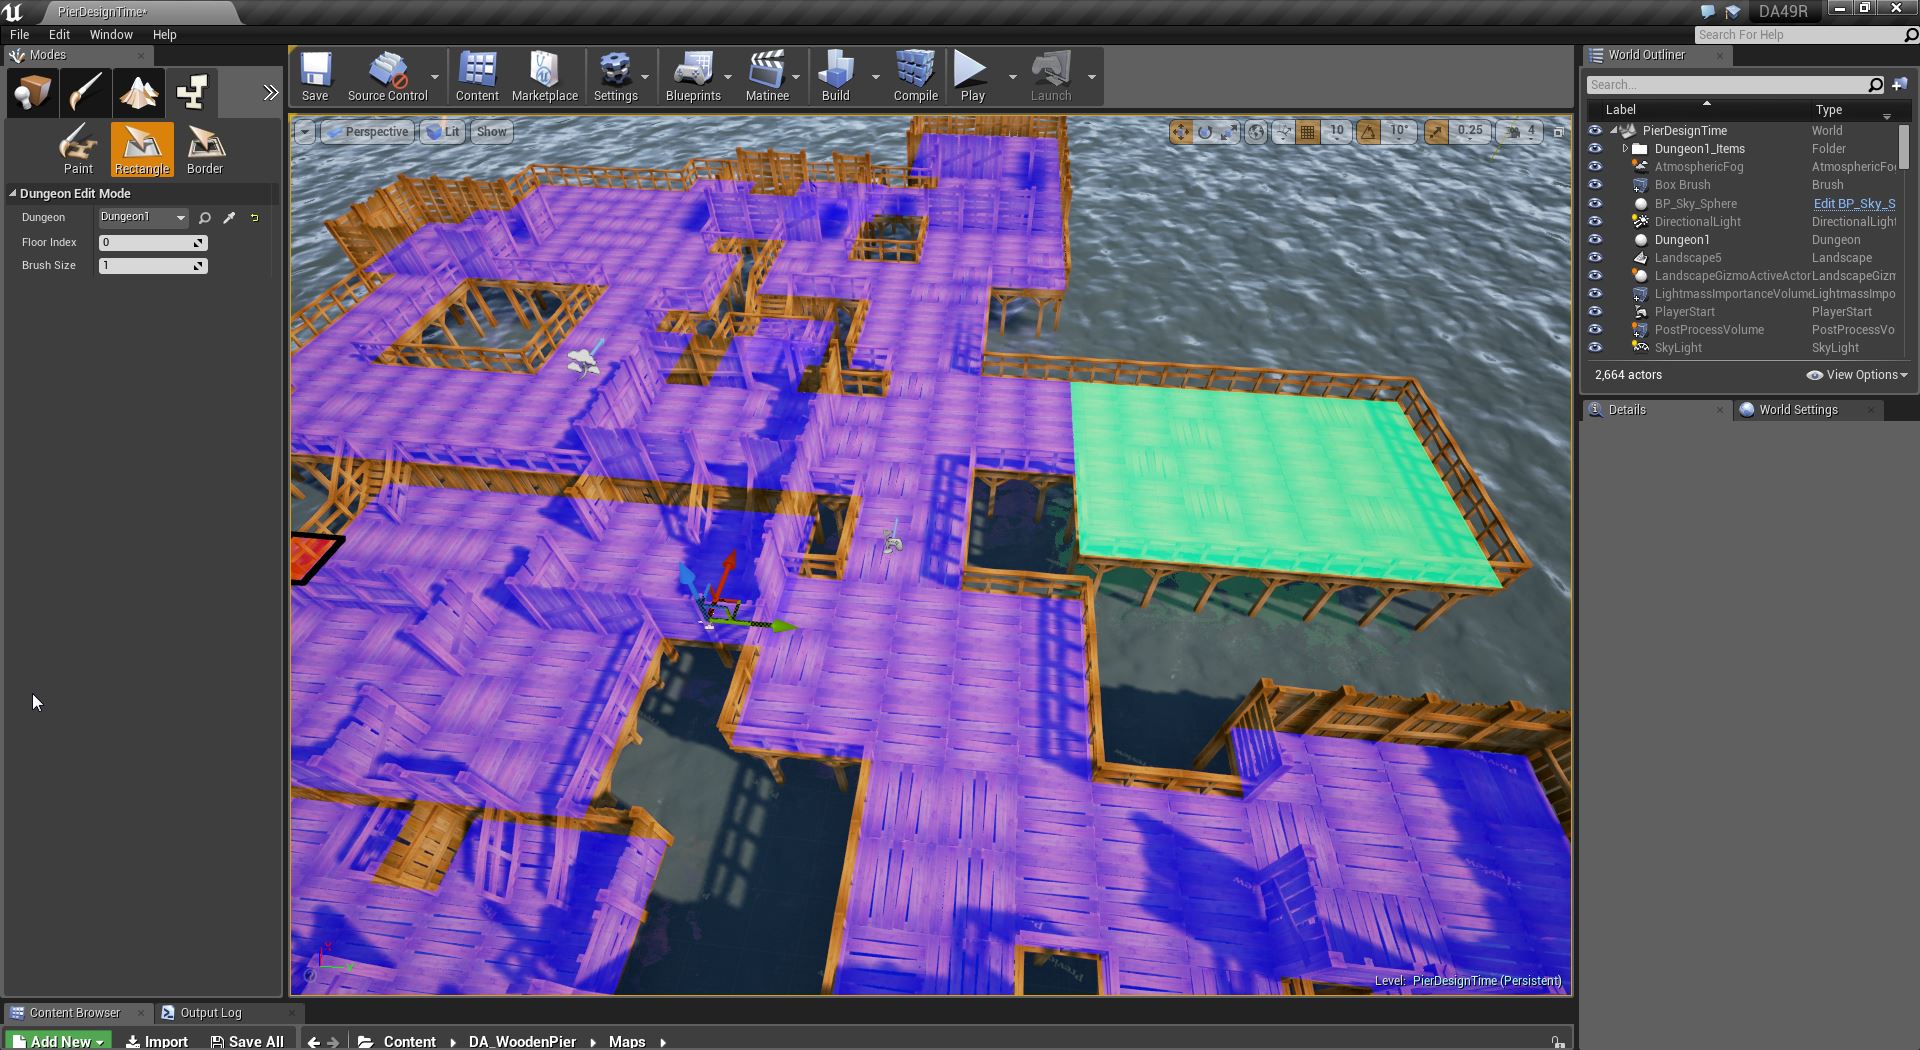 PierDesignTime*
DA49R
File Edit Window Help
Search For Help
Modes
World Outliner
Save Source Control Content Marketplace Settings Blueprints Matinee Build Compile Play Launch
Search...
Label Type
Perspective Lit Show
10 10° 0.25 4
Paint Rectangle Border
Dungeon Edit Mode
Dungeon Dungeon1
Floor Index 0
Brush Size 1
PierDesignTime World
Dungeon1_Items Folder
AtmosphericFog AtmosphericFo
Box Brush Brush
BP_Sky_Sphere Edit BP_Sky_S
DirectionalLight DirectionalLight
Dungeon1 Dungeon
Landscape5 Landscape
LandscapeGizmoActiveActor LandscapeGizm
LightmassImportanceVolume LightmassImpo
PlayerStart PlayerStart
PostProcessVolume PostProcessVo
SkyLight SkyLight
2,664 actors View Options
Details World Settings
Preview
Preview
Level: PierDesignTime (Persistent)
Content Browser Output Log
Add New Import Save All Content DA_WoodenPier Maps